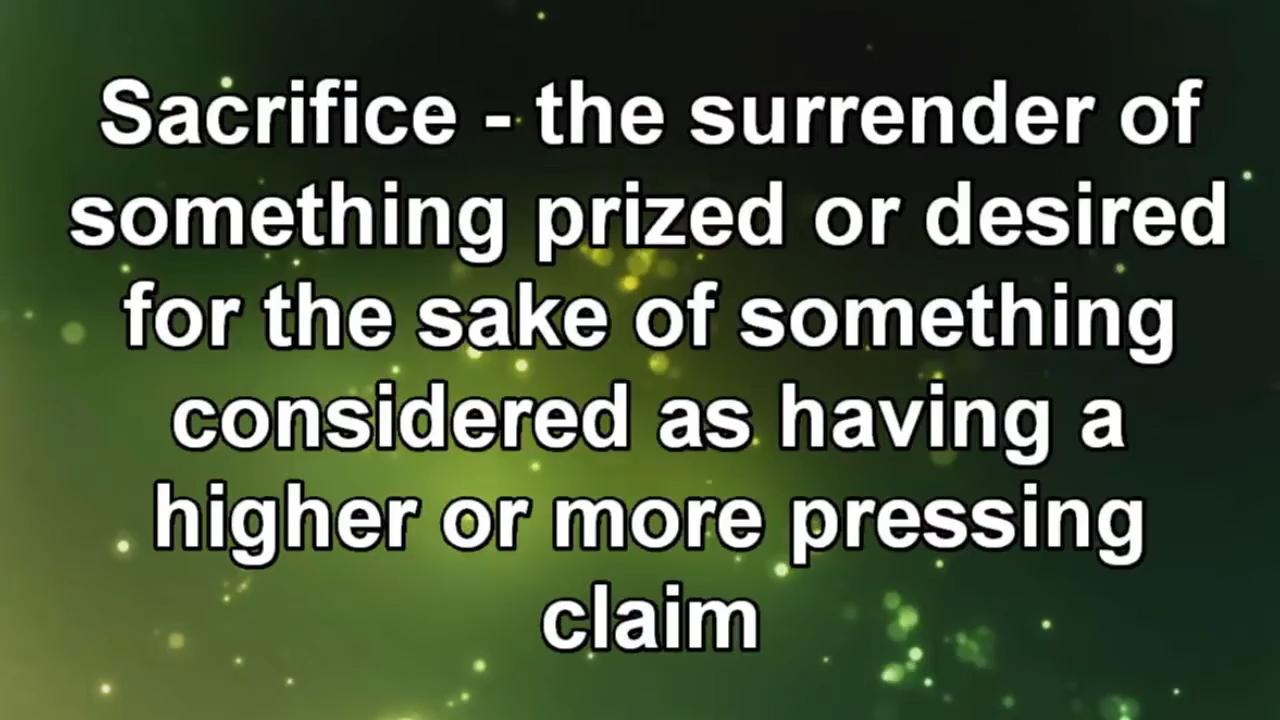 Sacrifice - the surrender of
something prized or desired
for the sake of something
considered as having a
higher or more pressing
claim